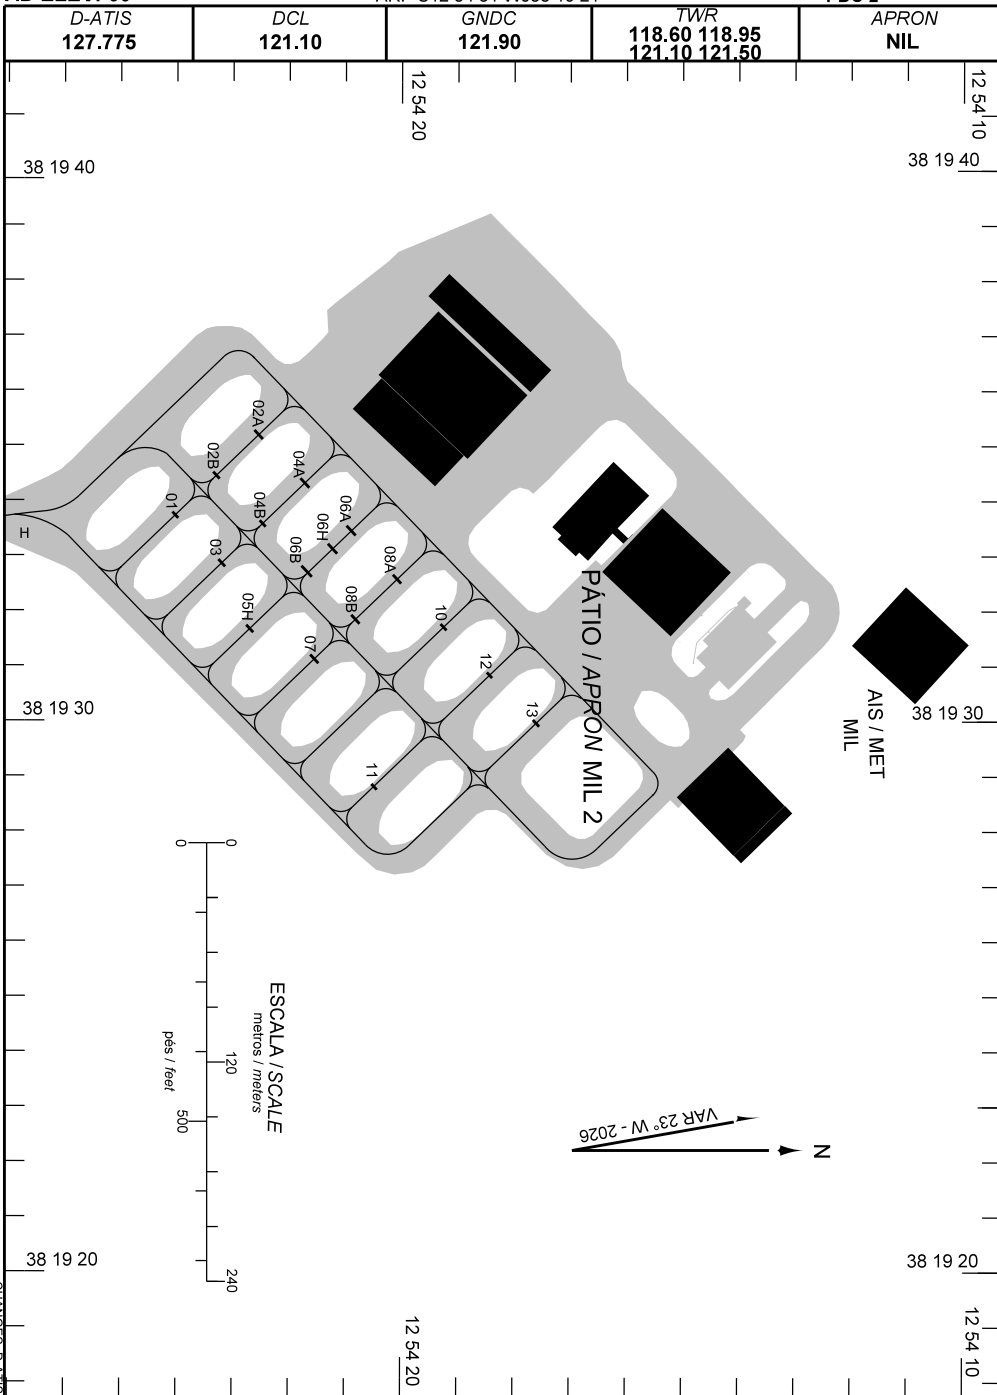 D-ATIS
127.775
DCL
121.10
GNDC
121.90
TWR
118.60 118.95
121.10 121.50
APRON
NIL
12 54 20
12 54 10
38 19 40
38 19 40
02A
02B
04A
01
04B
06A
06H
03
06B
08A
05H
08B
10
07
12
13
11
H
PÁTIO / APRON MIL 2
AIS / MET
MIL
38 19 30
38 19 30
0
0
120
500
240
ESCALA / SCALE
metros / meters
pés / feet
VAR 23° W - 2026
N
38 19 20
38 19 20
12 54 20
12 54 10